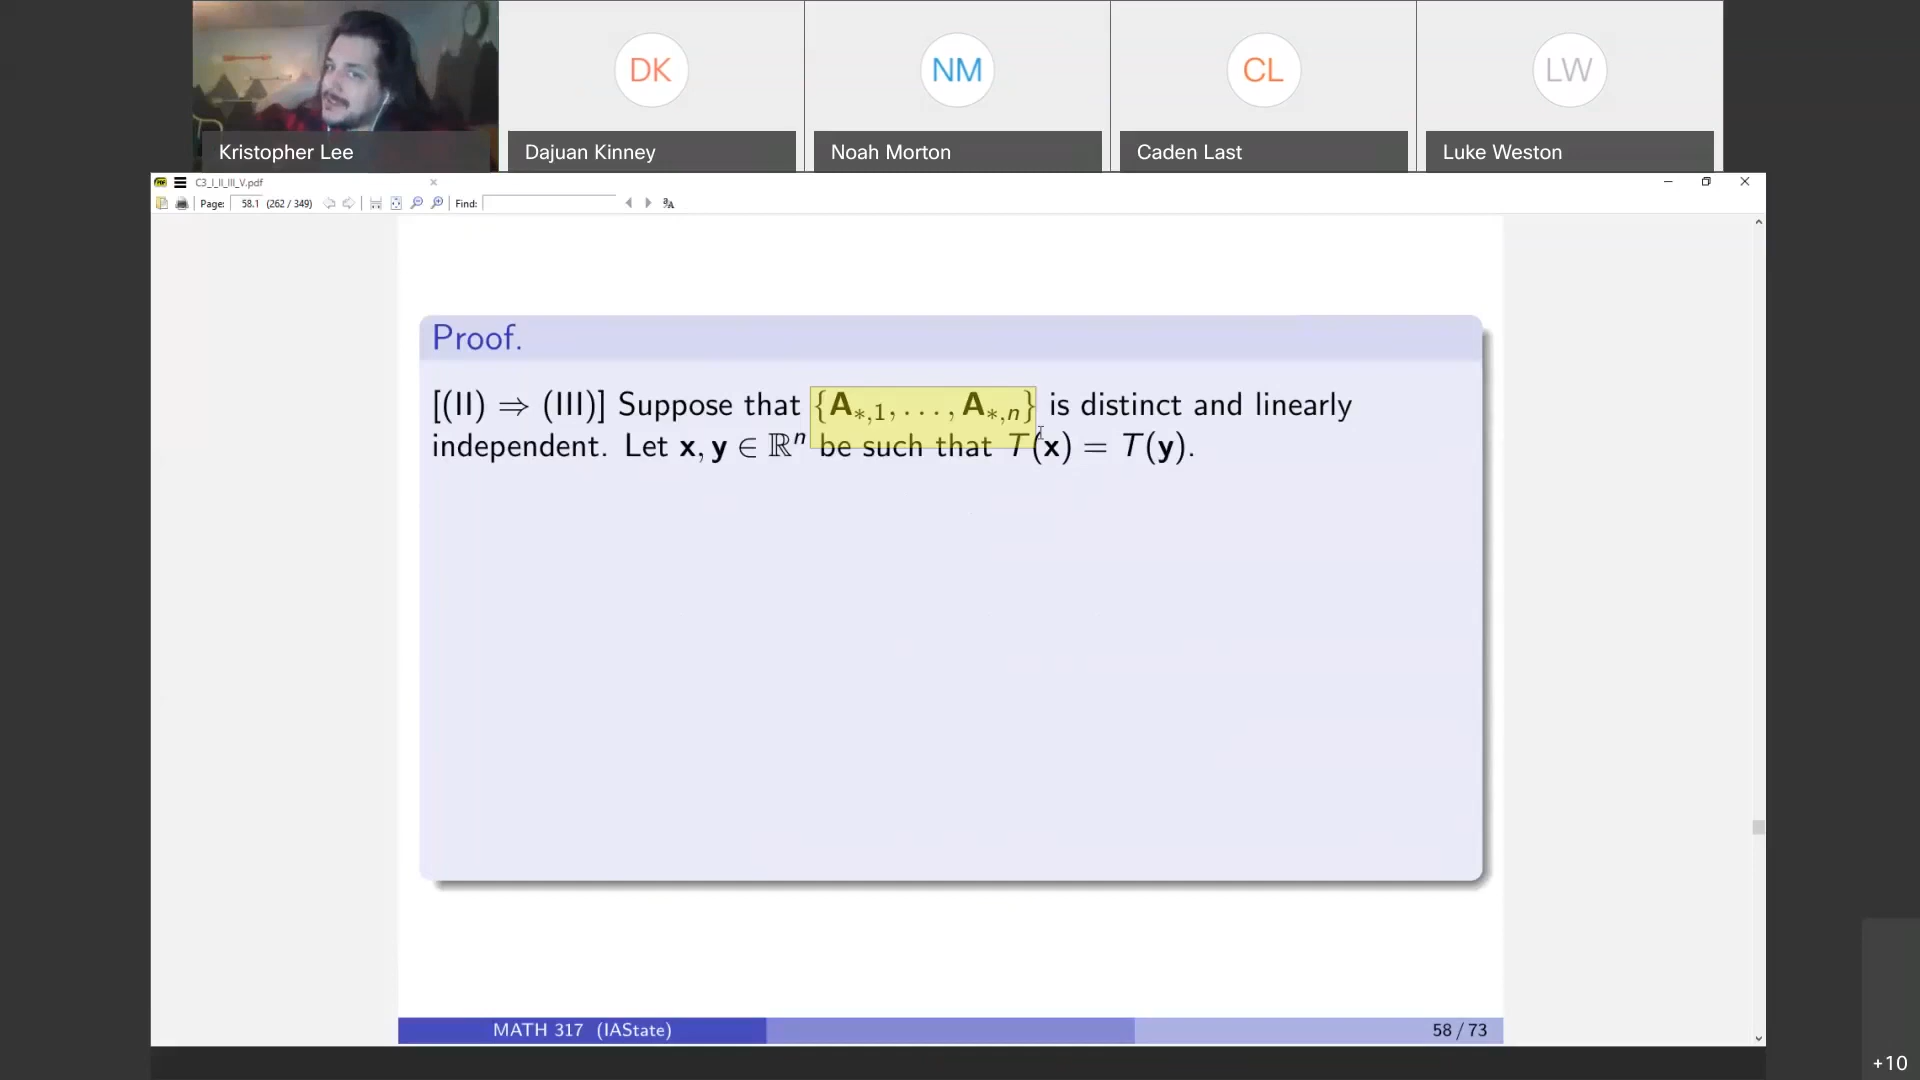 DK
NM
CL
LW
Kristopher Lee
Dajuan Kinney
Noah Morton
Caden Last
Luke Weston
C3_I_II_III_V.pdf
Page: 58.1 (262 / 349) Find:
Proof.
[(II) ⇒ (III)] Suppose that {A∗,1, . . . , A∗,n} is distinct and linearly
independent. Let x, y ∈ ℝⁿ be such that T(x) = T(y).
MATH 317 (IAState)
58 / 73
+10